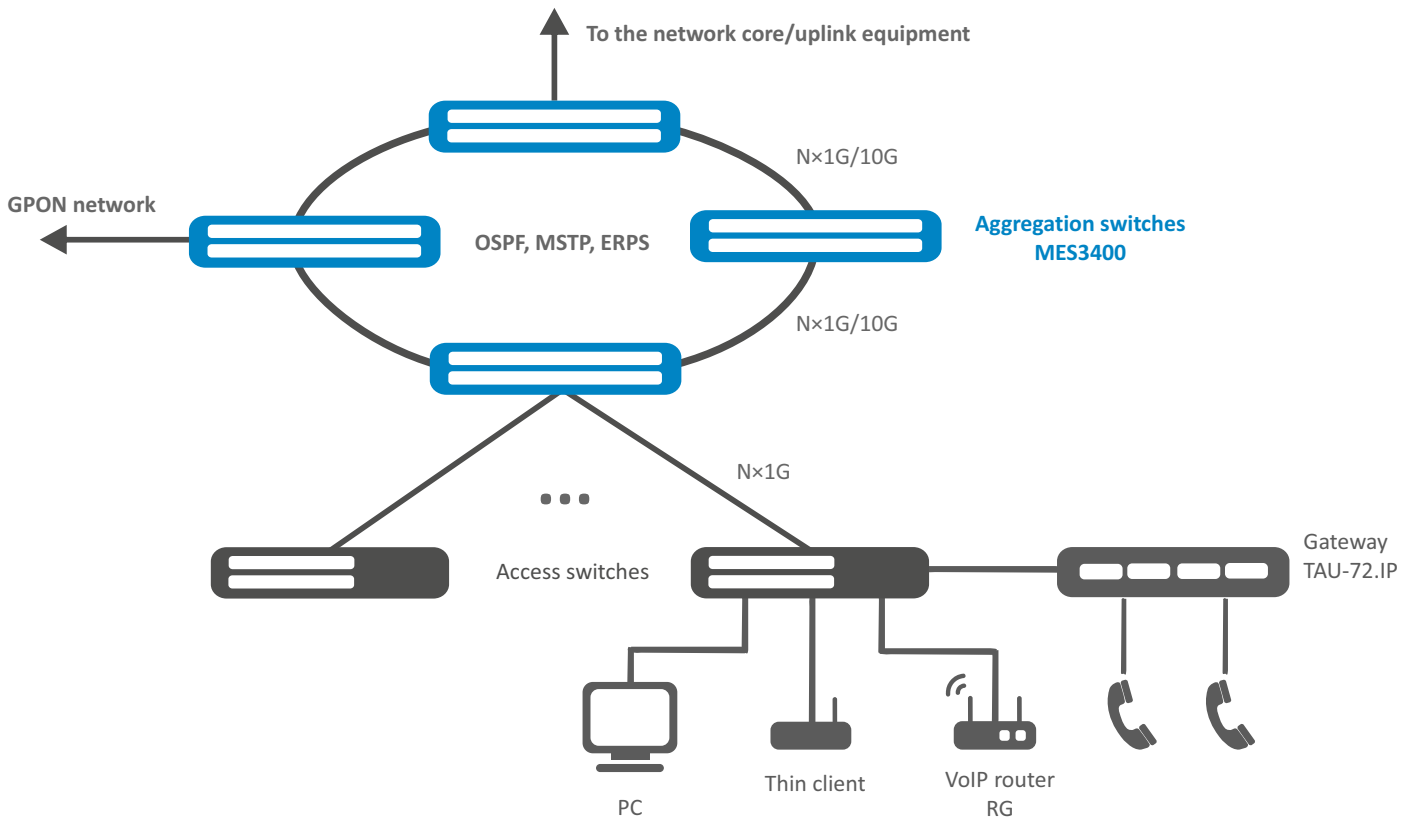 To the network core/uplink equipment
N×1G/10G
GPON network
OSPF, MSTP, ERPS
Aggregation switches
MES3400
N×1G/10G
N×1G
Access switches
Gateway
TAU-72.IP
PC
Thin client
VoIP router
RG